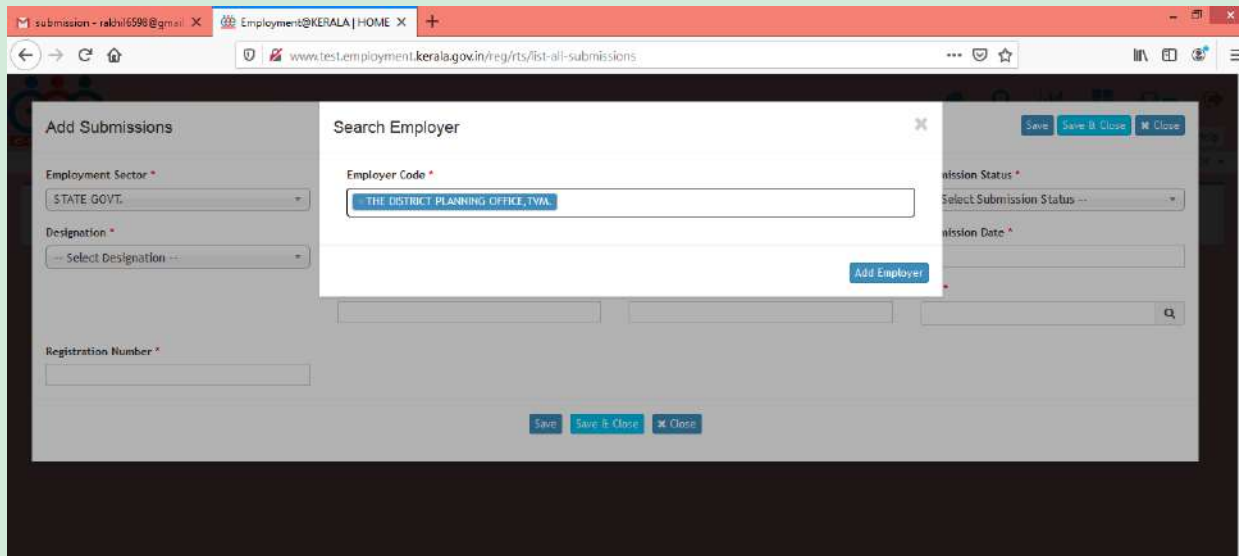 submission - rakhil6598@gmail
Employment@KERALA | HOME
www.test.employment.kerala.gov.in/reg/rts/list-all-submissions
Add Submissions
Search Employer
Save
Save & Close
Close
Employment Sector *
Employer Code *
mission Status *
STATE GOVT.
THE DISTRICT PLANNING OFFICE,TVM.
Select Submission Status --
Designation *
mission Date *
-- Select Designation --
Add Employer
*
Registration Number *
Save
Save & Close
Close